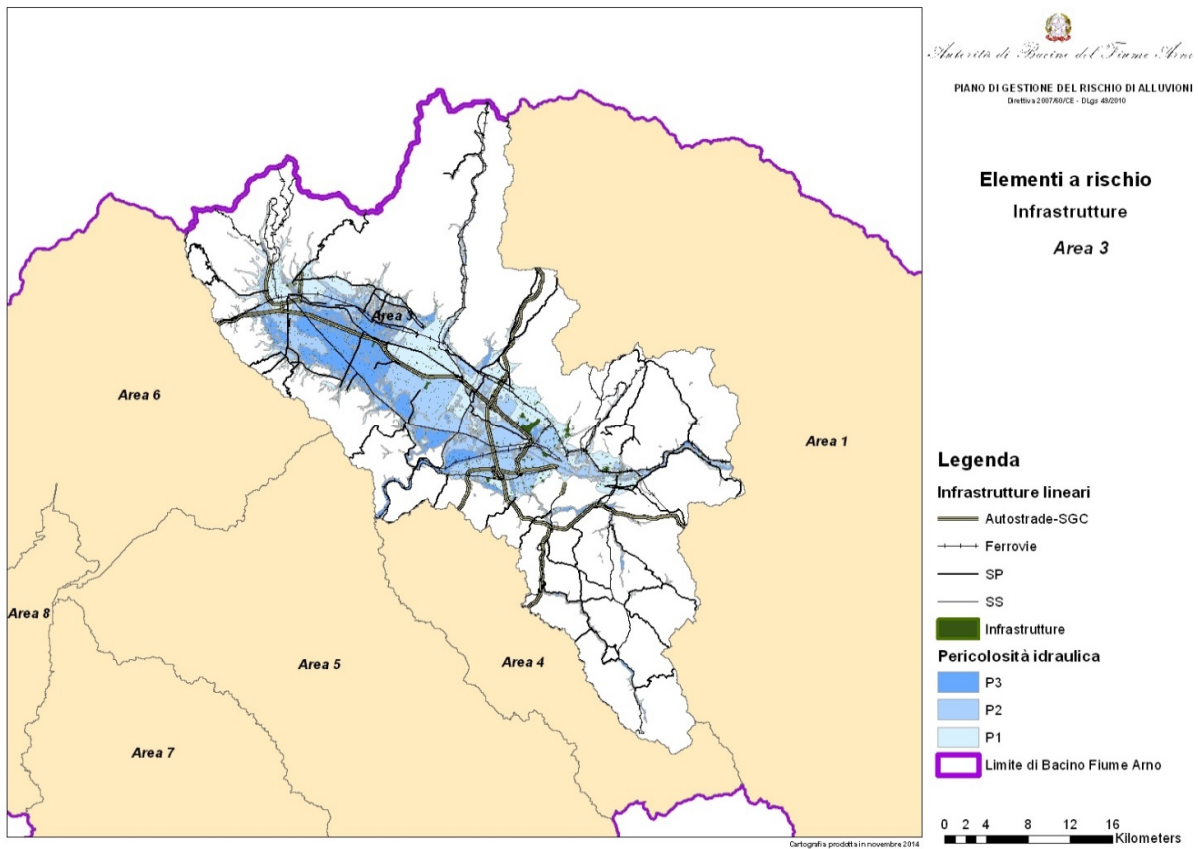 Autorità di Bacino del Fiume Arno
PIANO DI GESTIONE DEL RISCHIO DI ALLUVIONI
Direttiva 2007/60/CE - DLgs 49/2010
Elementi a rischio
Infrastrutture
Area 3
Area 3
Area 6
Area 1
Area 8
Area 5
Area 4
Area 7
Legenda
Infrastrutture lineari
Autostrade-SGC
Ferrovie
SP
SS
Infrastrutture
Pericolosità idraulica
P3
P2
P1
Limite di Bacino Fiume Arno
0 2 4 8 12 16
Kilometers
Cartografia prodotta in novembre 2014